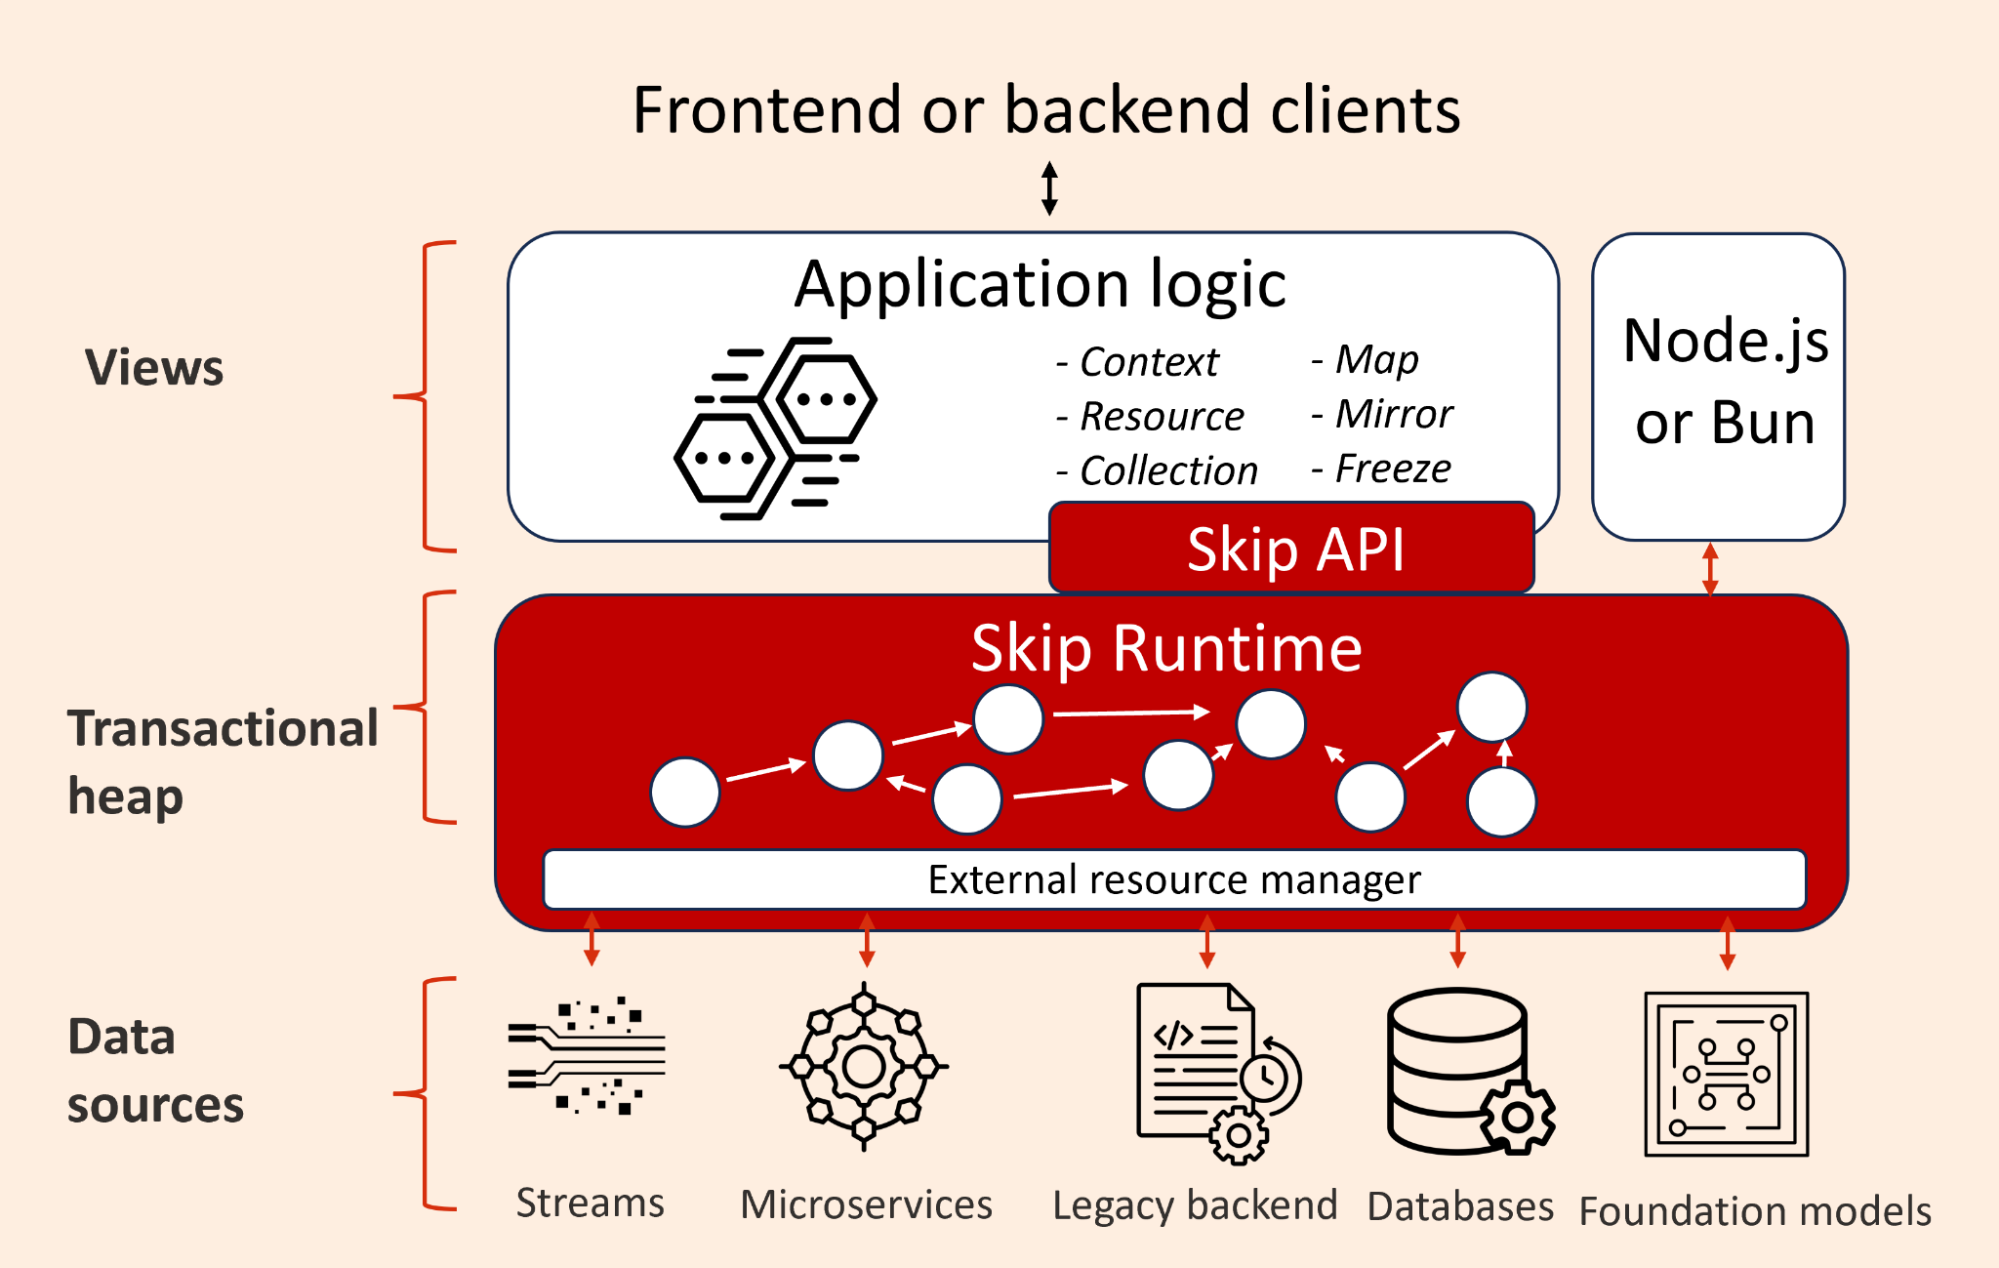 Frontend or backend clients
Views
Application logic
- Context
- Resource
- Collection
- Map
- Mirror
- Freeze
Node.js
or Bun
Skip API
Transactional
heap
Skip Runtime
External resource manager
Data
sources
</>
Streams
Microservices
Legacy backend
Databases
Foundation models